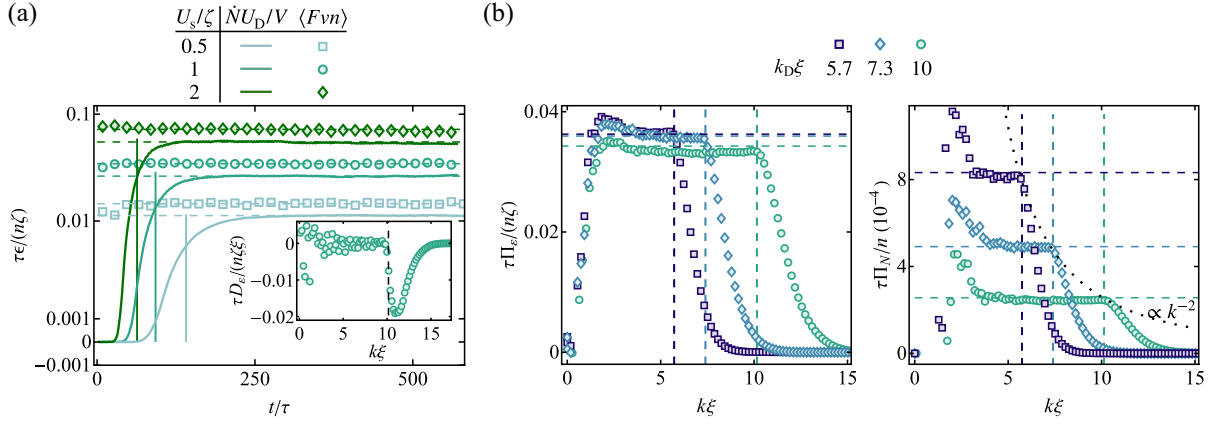 (a)
U_s/ζ ṄU_D/V ⟨Fvn⟩
0.5
1
2
0.1
0.01
0.001
0
−0.001
τϵ/(nζ)
0 250 500
t/τ
0
−0.01
−0.02
τD_ε/(nζξ)
0 5 10 15
kξ
(b)
k_Dξ 5.7 7.3 10
0.04
0.02
0.00
τΠ_ε/(nζ)
0 5 10 15
kξ
8
4
0
τΠ_N/n (10⁻⁴)
∝ k⁻²
0 5 10 15
kξ